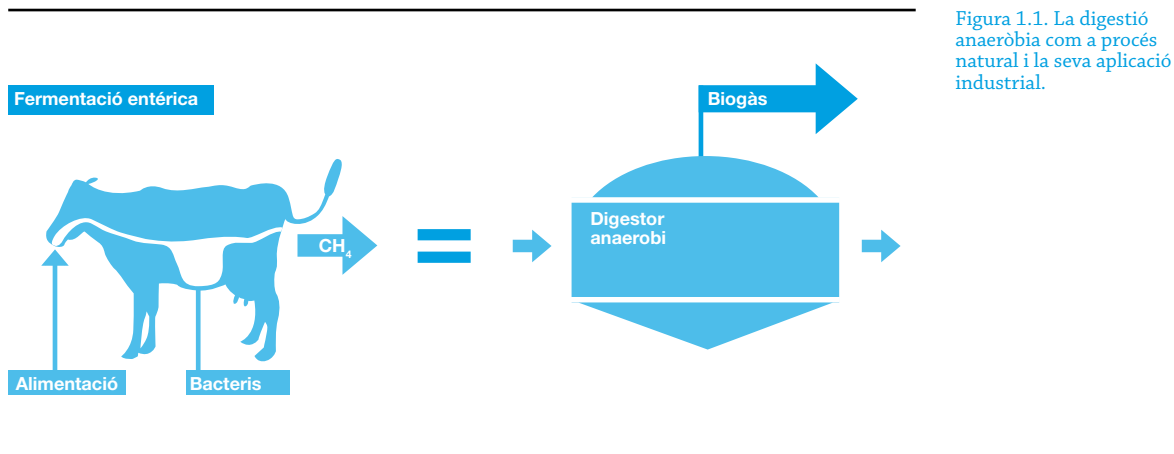 Figura 1.1. La digestió
anaeròbia com a procés
natural i la seva aplicació
industrial.
Fermentació entérica
Biogàs
Digestor
anaerobi
CH4
Alimentació
Bacteris